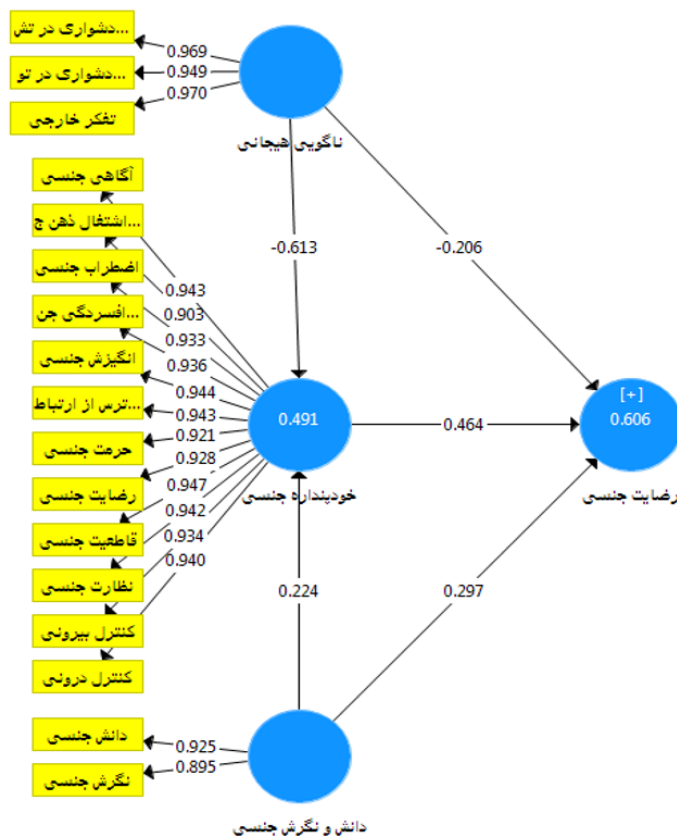 دشواری در تش...
0.969
دشواری در تو...
0.949
تفکر خارجی
0.970
ناگویی هیجانی
آگاهی جنسی
اشتغال ذهن ج...
اضطراب جنسی
افسردگی جن...
انگیزش جنسی
ترس از ارتباط...
حرمت جنسی
رضایت جنسی
قاطعیت جنسی
نظارت جنسی
کنترل بیرونی
کنترل درونی
0.943
0.903
0.933
0.936
0.944
0.943
0.921
0.928
0.947
0.942
0.934
0.940
-0.613
-0.206
0.491
خودپنداره جنسی
0.464
[+]
0.606
رضایت جنسی
0.224
0.297
دانش جنسی
0.925
نگرش جنسی
0.895
دانش و نگرش جنسی